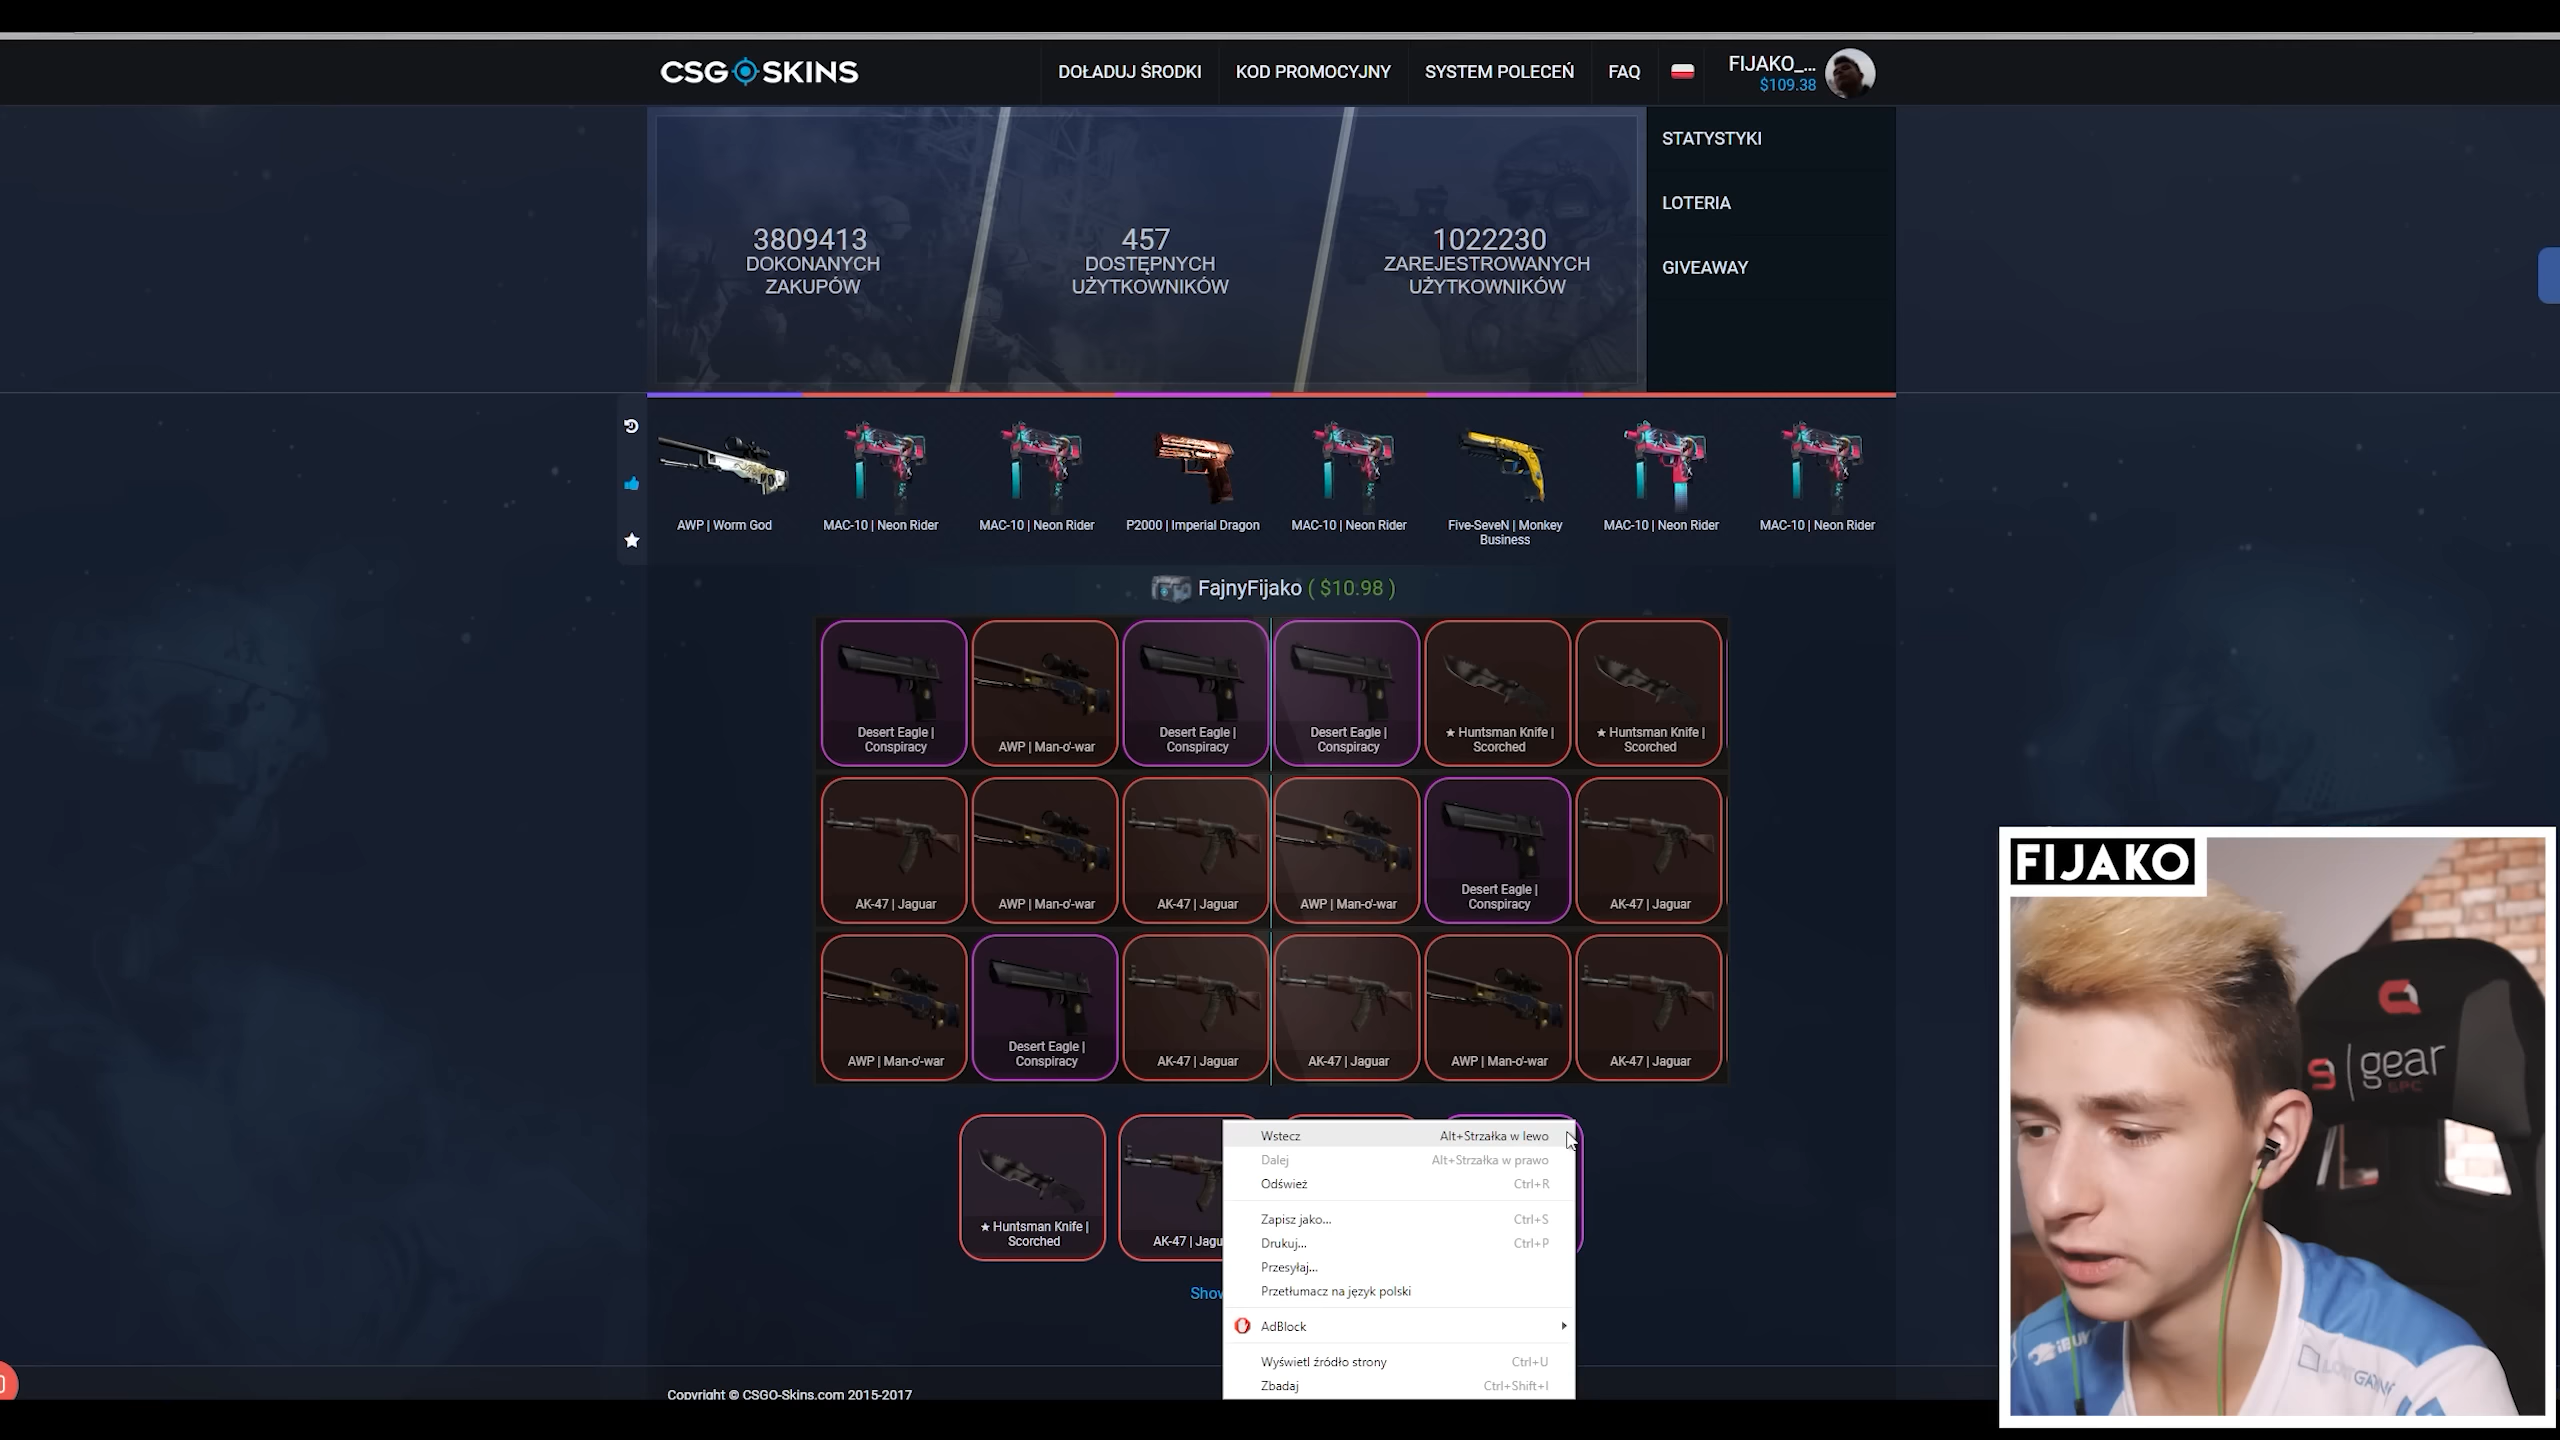 CSGO SKINS
DOŁADUJ ŚRODKI
KOD PROMOCYJNY
SYSTEM POLECEŃ
FAQ
FIJAKO_...
$109.38
3809413
DOKONANYCH
ZAKUPÓW
457
DOSTĘPNYCH
UŻYTKOWNIKÓW
1022230
ZAREJESTROWANYCH
UŻYTKOWNIKÓW
STATYSTYKI
LOTERIA
GIVEAWAY
AWP | Worm God
MAC-10 | Neon Rider
MAC-10 | Neon Rider
P2000 | Imperial Dragon
MAC-10 | Neon Rider
Five-SeveN | Monkey
Business
MAC-10 | Neon Rider
MAC-10 | Neon Rider
FajnyFijako ( $10.98 )
Desert Eagle |
Conspiracy
AWP | Man-o'-war
Desert Eagle |
Conspiracy
Desert Eagle |
Conspiracy
★ Huntsman Knife |
Scorched
★ Huntsman Knife |
Scorched
AK-47 | Jaguar
AWP | Man-o'-war
AK-47 | Jaguar
AWP | Man-o'-war
Desert Eagle |
Conspiracy
AK-47 | Jaguar
AWP | Man-o'-war
Desert Eagle |
Conspiracy
AK-47 | Jaguar
AK-47 | Jaguar
AWP | Man-o'-war
AK-47 | Jaguar
★ Huntsman Knife |
Scorched
AK-47 | Jagu
Show
Wstecz Alt+Strzałka w lewo
Dalej Alt+Strzałka w prawo
Odśwież Ctrl+R
Zapisz jako... Ctrl+S
Drukuj... Ctrl+P
Przesyłaj...
Przetłumacz na język polski
AdBlock
Wyświetl źródło strony Ctrl+U
Zbadaj Ctrl+Shift+I
Copyright © CSGO-Skins.com 2015-2017
FIJAKO
S | gear
&PC
iBUY